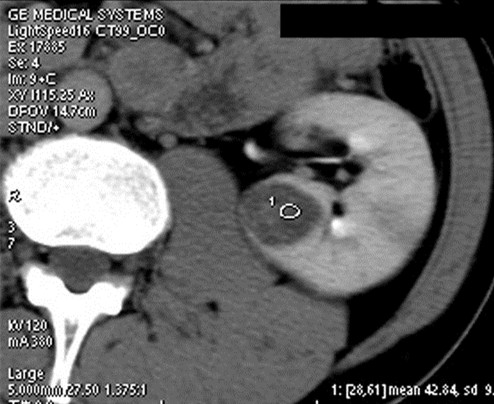 GE MEDICAL SYSTEMS
LightSpeed16 CT99_OC0
Ex: 17885
Se: 4
Im: 9+C
XY I115.25 Ax
DFOV 14.7cm
STND/+
R
3
7
1
kV 120
mA 380
Large
5.000mm 27.50 1.375:1
1: [28,61] mean 42.84, sd 9.